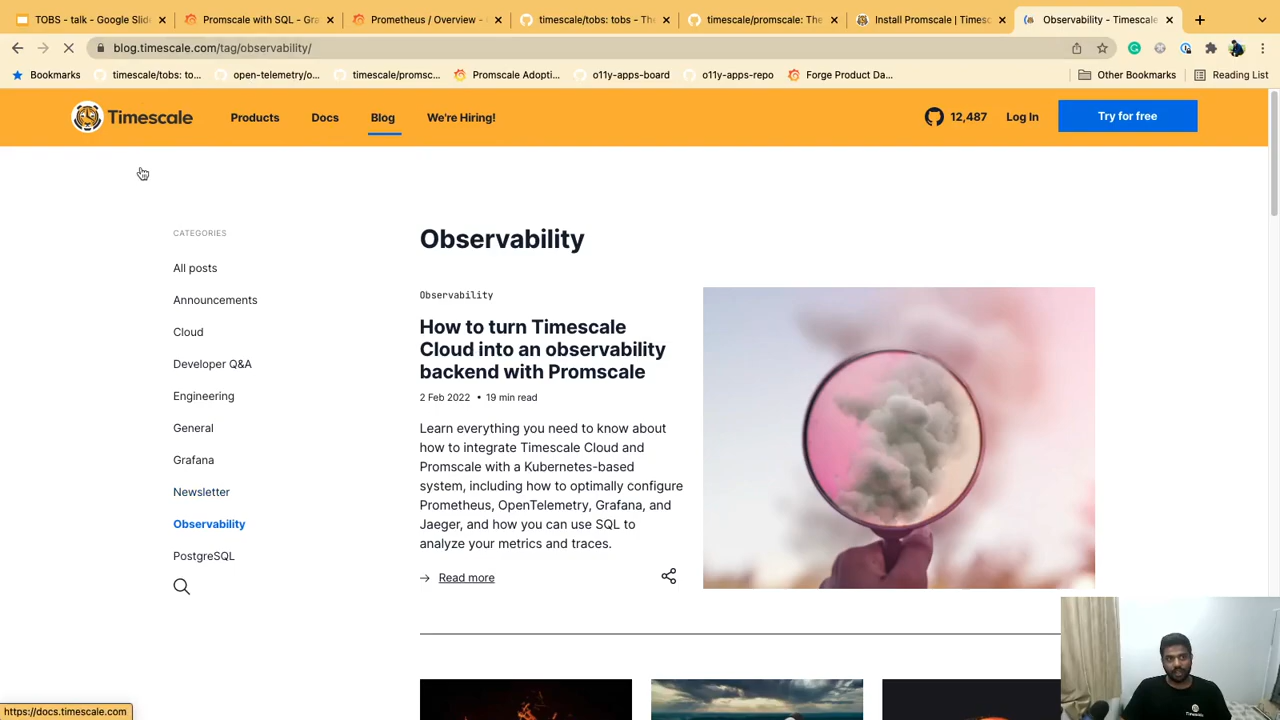 TOBS - talk - Google Slid
Promscale with SQL - Gra
Prometheus / Overview -
timescale/tobs: tobs - The
timescale/promscale: The
Install Promscale | Timesc
Observability - Timescale
blog.timescale.com/tag/observability/
Bookmarks
timescale/tobs: to...
open-telemetry/o...
timescale/promsc...
Promscale Adopti...
o11y-apps-board
o11y-apps-repo
Forge Product Da...
Other Bookmarks
Reading List
Timescale
Products
Docs
Blog
We're Hiring!
12,487
Log In
Try for free
CATEGORIES
All posts
Announcements
Cloud
Developer Q&A
Engineering
General
Grafana
Newsletter
Observability
PostgreSQL
Observability
Observability
How to turn Timescale
Cloud into an observability
backend with Promscale
2 Feb 2022 • 19 min read
Learn everything you need to know about
how to integrate Timescale Cloud and
Promscale with a Kubernetes-based
system, including how to optimally configure
Prometheus, OpenTelemetry, Grafana, and
Jaeger, and how you can use SQL to
analyze your metrics and traces.
Read more
https://docs.timescale.com